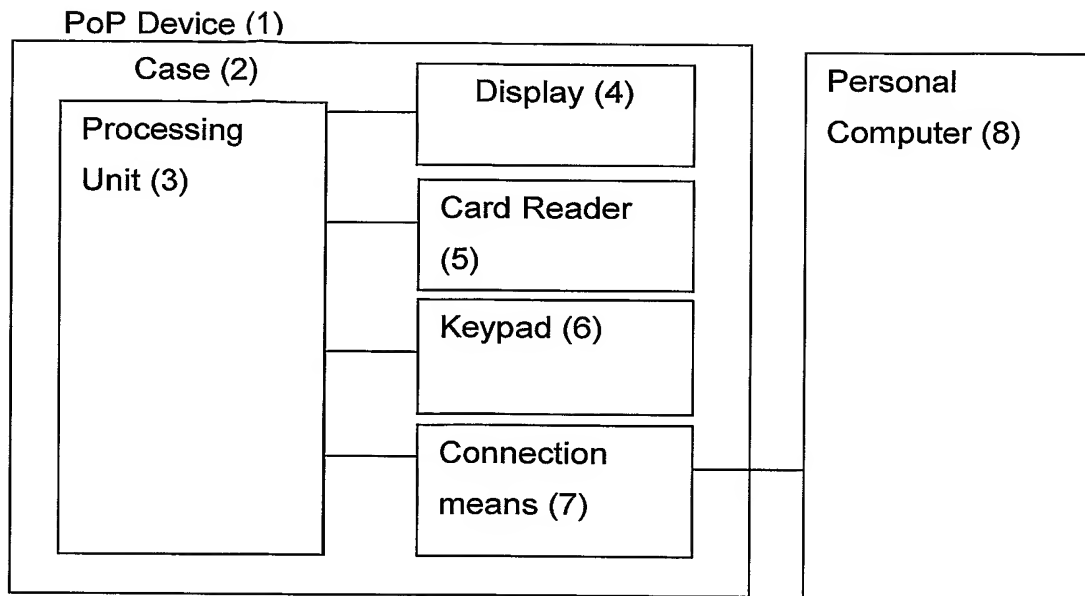 PoP Device (1)
Case (2)
Processing
Unit (3)
Display (4)
Card Reader
(5)
Keypad (6)
Connection
means (7)
Personal
Computer (8)